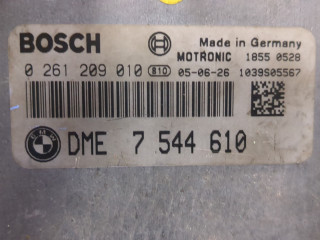 BOSCH Made in Germany
MOTRONIC 1855 0528
0 261 209 010 B10 05-06-26 1039S05567
BMW DME 7 544 610